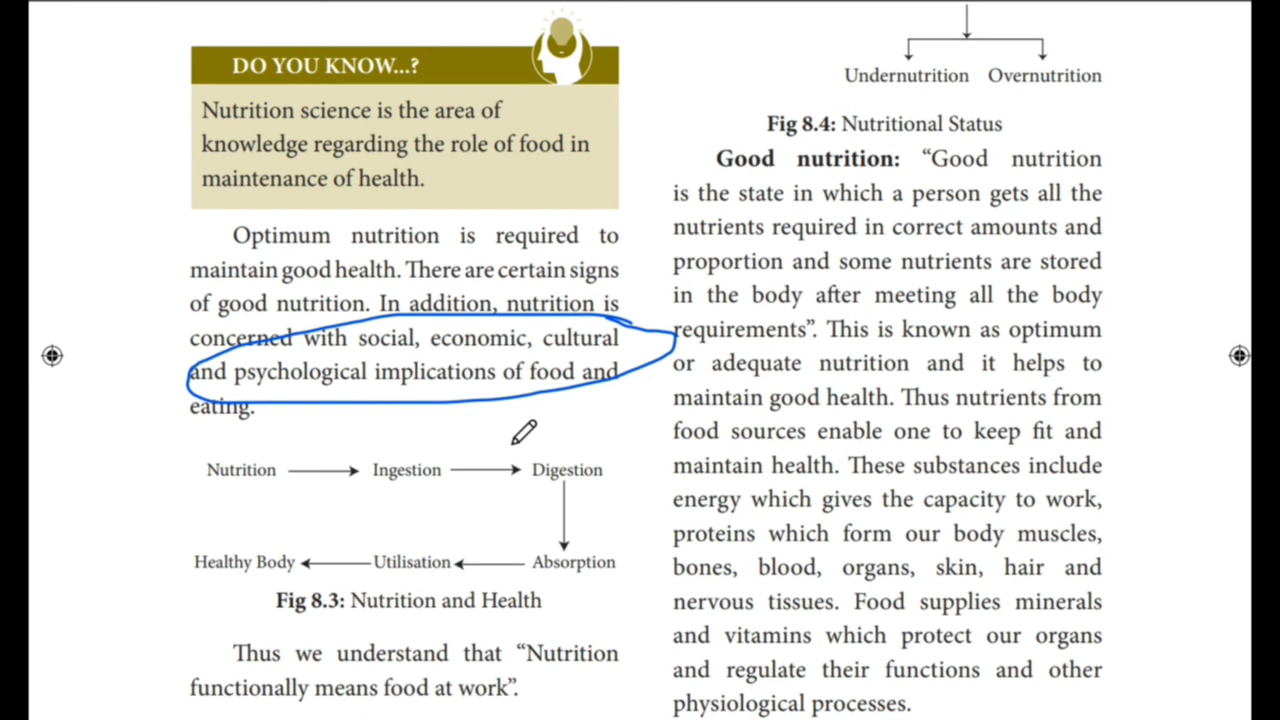 DO YOU KNOW...?
Nutrition science is the area of
knowledge regarding the role of food in
maintenance of health.
Optimum nutrition is required to
maintain good health. There are certain signs
of good nutrition. In addition, nutrition is
concerned with social, economic, cultural
and psychological implications of food and
eating.
Nutrition Ingestion Digestion
Healthy Body Utilisation Absorption
Fig 8.3: Nutrition and Health
Thus we understand that “Nutrition
functionally means food at work”.
Undernutrition Overnutrition
Fig 8.4: Nutritional Status
Good nutrition: “Good nutrition
is the state in which a person gets all the
nutrients required in correct amounts and
proportion and some nutrients are stored
in the body after meeting all the body
requirements”. This is known as optimum
or adequate nutrition and it helps to
maintain good health. Thus nutrients from
food sources enable one to keep fit and
maintain health. These substances include
energy which gives the capacity to work,
proteins which form our body muscles,
bones, blood, organs, skin, hair and
nervous tissues. Food supplies minerals
and vitamins which protect our organs
and regulate their functions and other
physiological processes.